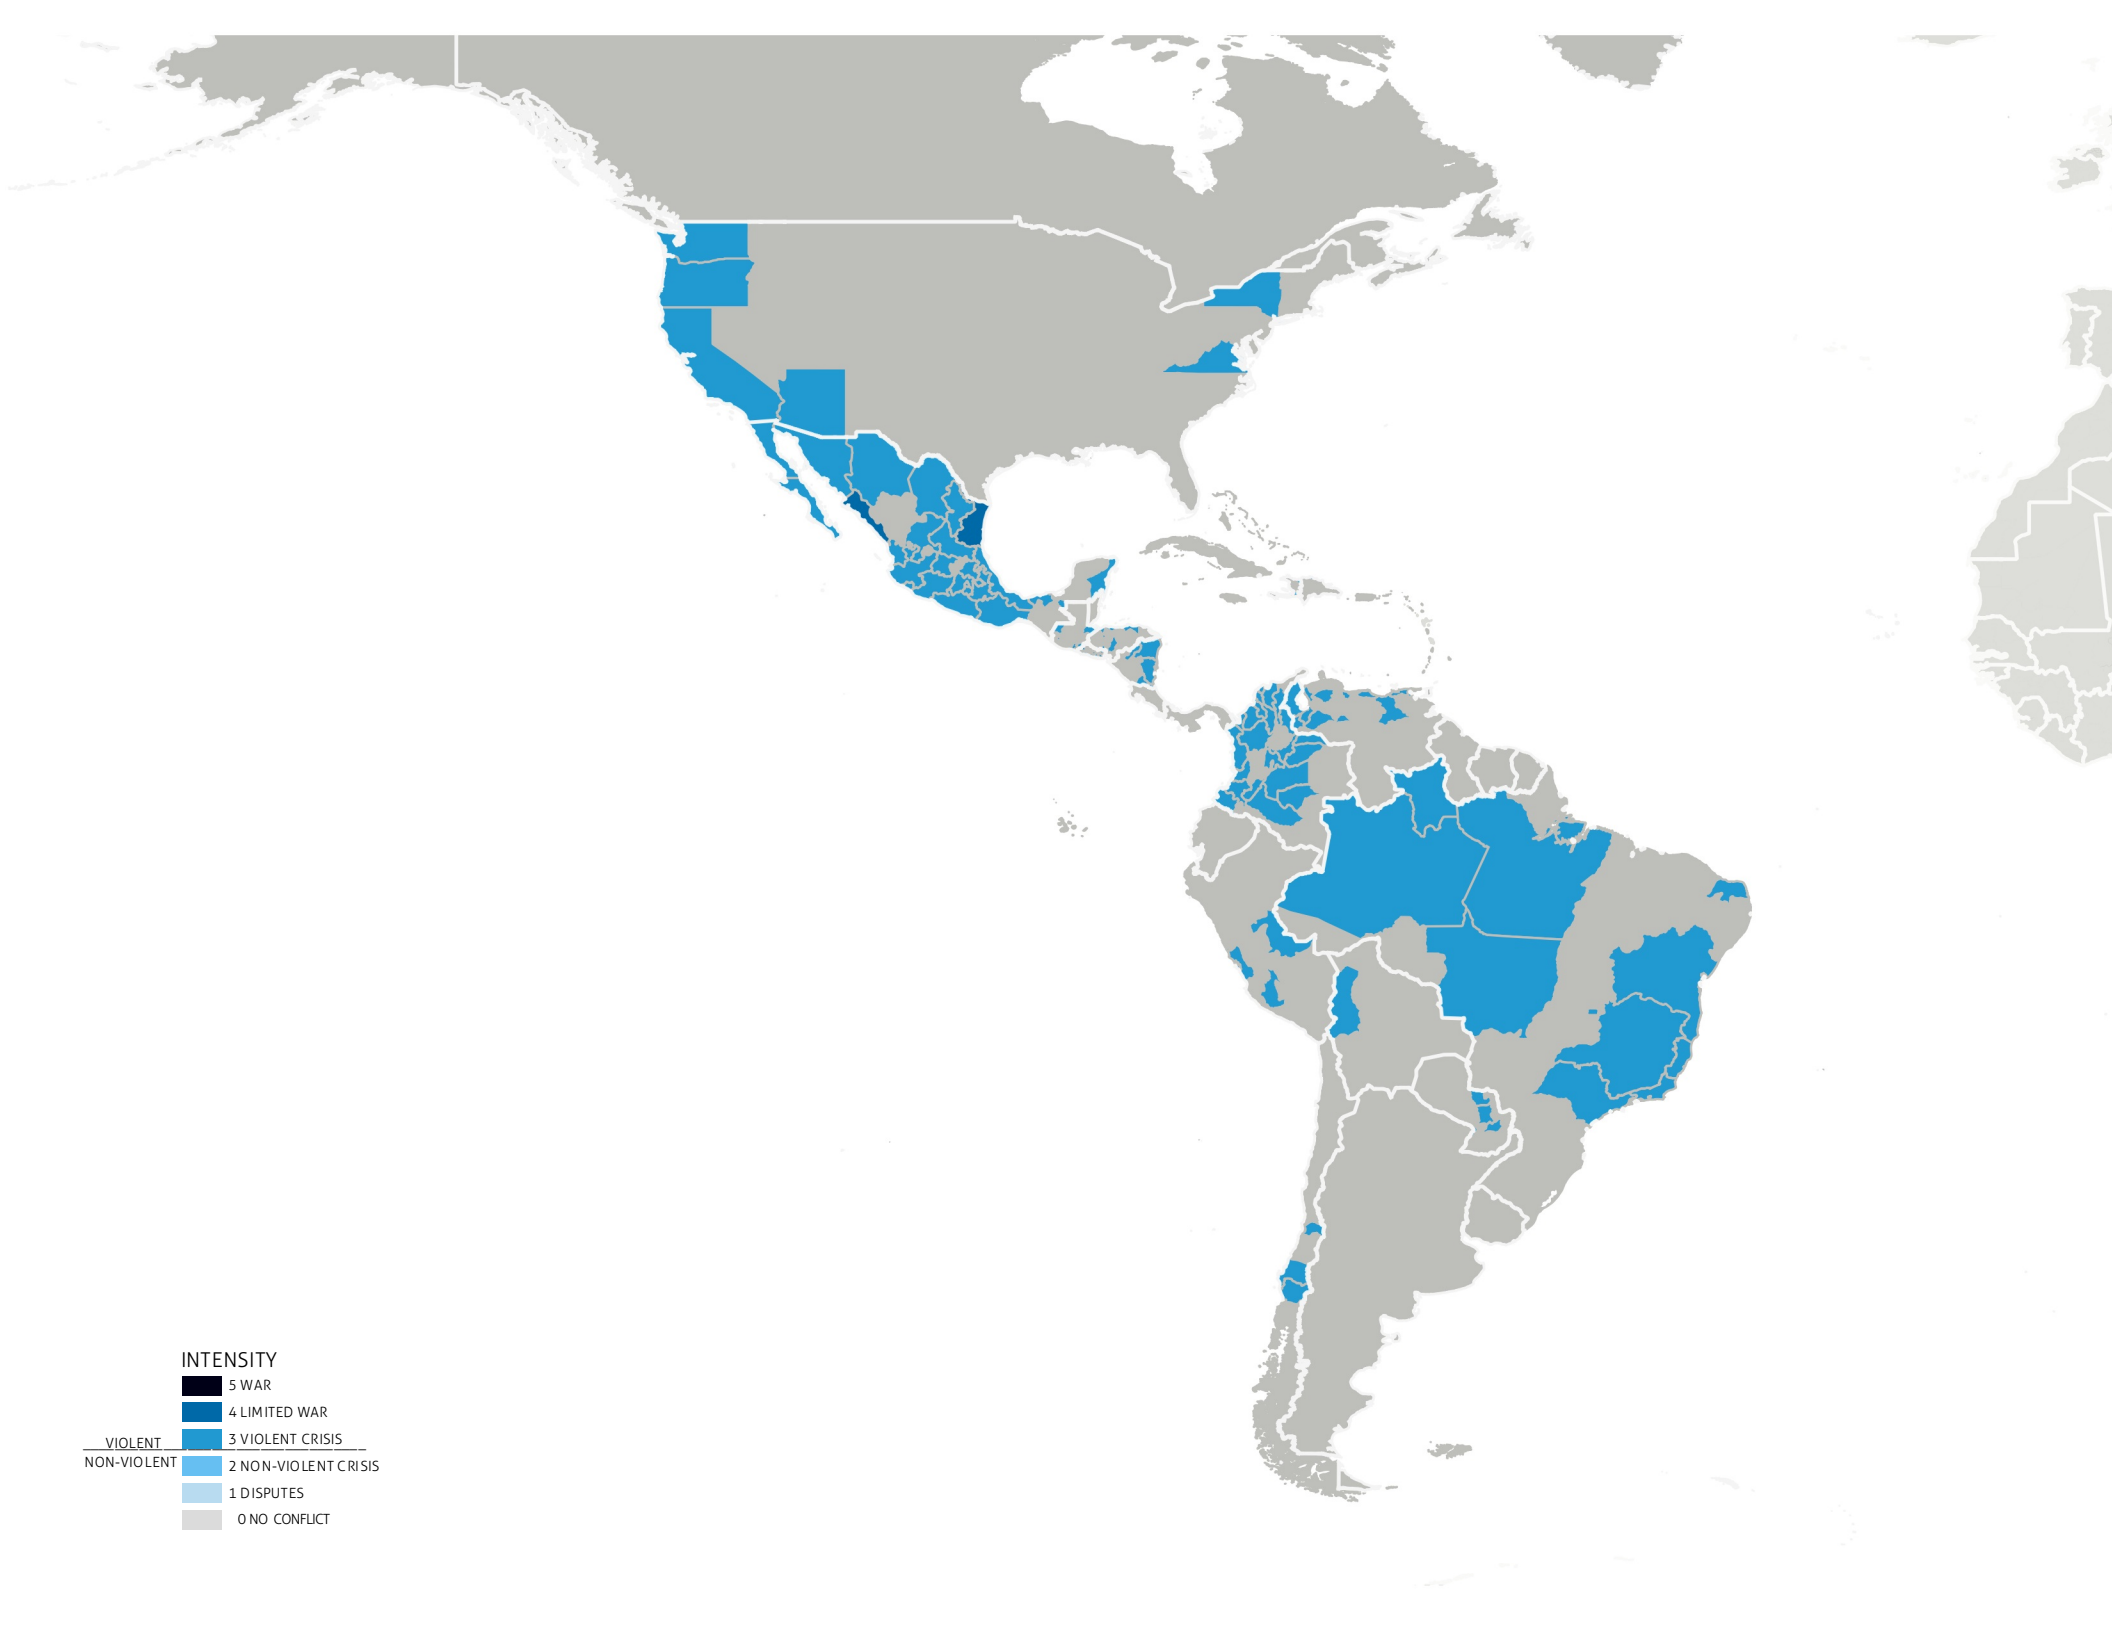 INTENSITY
5 WAR
4 LIMITED WAR
VIOLENT
3 VIOLENT CRISIS
NON-VIOLENT
2 NON-VIOLENT CRISIS
1 DISPUTES
0 NO CONFLICT